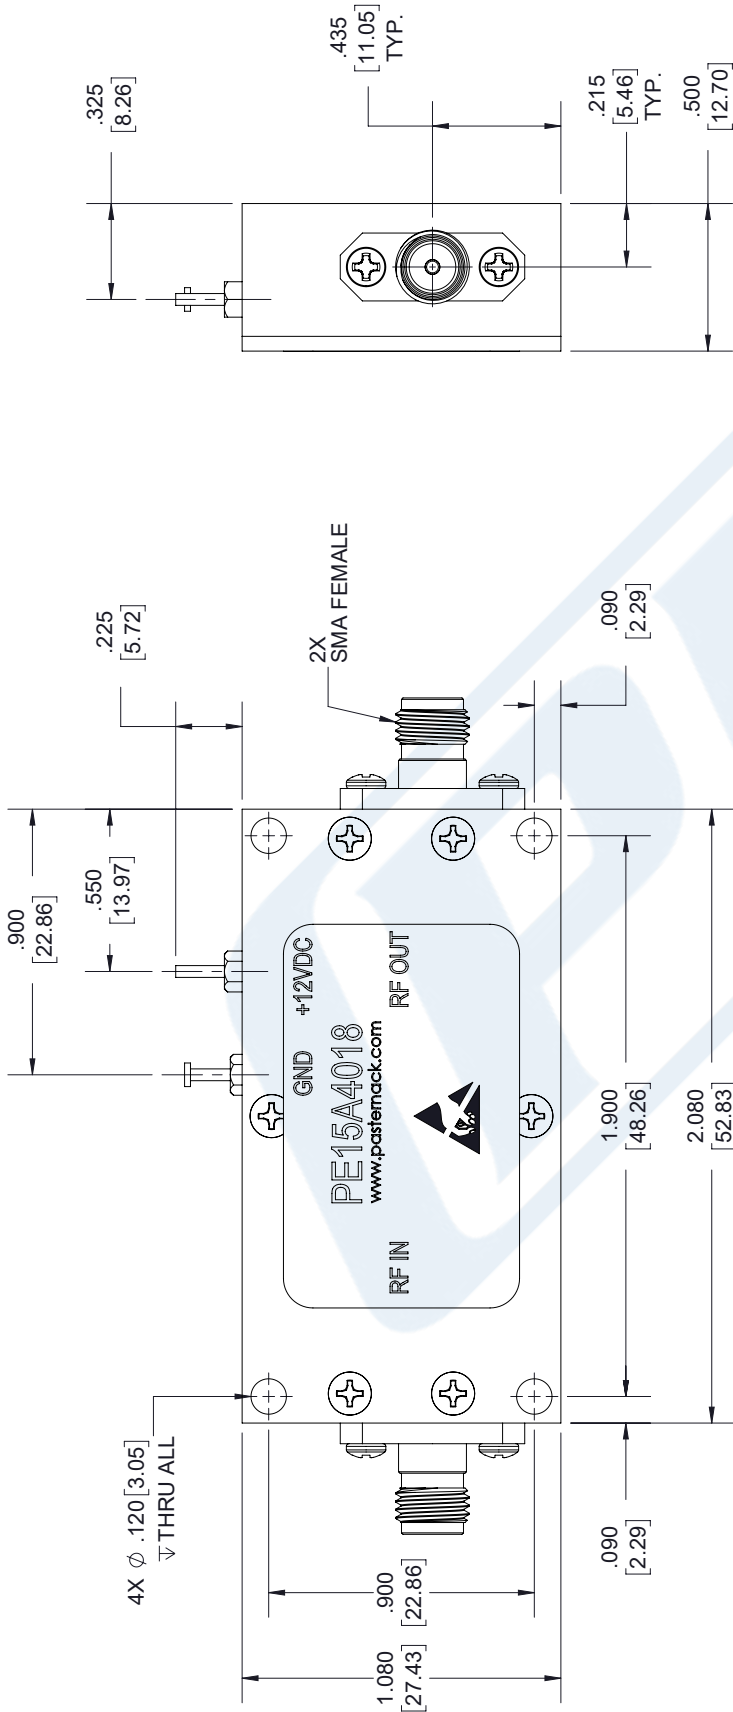 .325
[8.26]
.435
[11.05]
TYP.
.215
[5.46]
TYP.
.500
[12.70]
.225
[5.72]
2X
SMA FEMALE
.090
[2.29]
.900
[22.86]
.550
[13.97]
GND +12VDC
PE15A4018
www.pasternack.com
RF IN
RF OUT
1.900
[48.26]
2.080
[52.83]
4X ⌀ .120 [3.05]
↧ THRU ALL
.900
[22.86]
1.080
[27.43]
.090
[2.29]